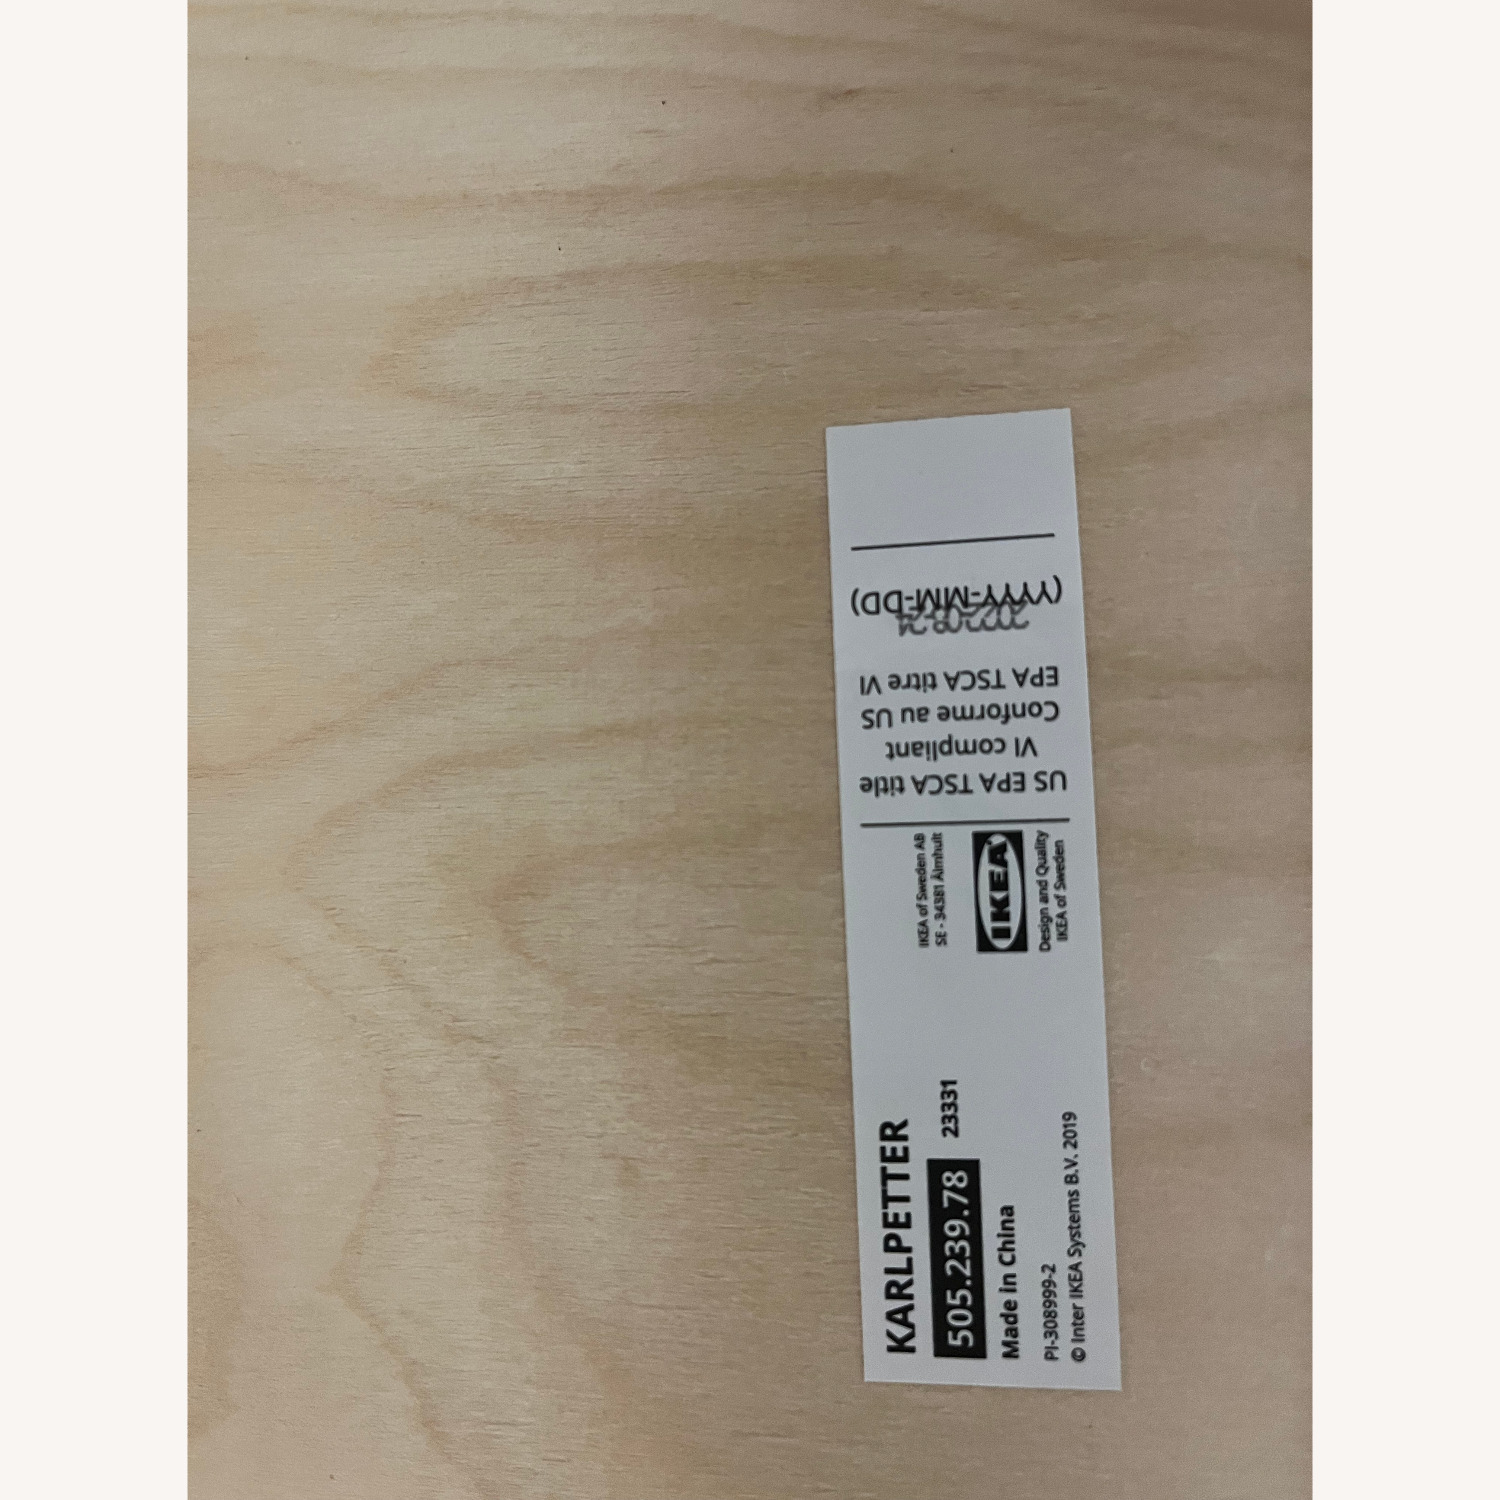 KARLPETTER
505.239.78 23331
Made in China
PI-308999-2
© Inter IKEA Systems B.V. 2019
IKEA of Sweden AB
SE - 34381 Älmhult
IKEA
Design and Quality
IKEA of Sweden
US EPA TSCA title
VI compliant
Conforme au US
EPA TSCA titre VI
(YYYY-MM-DD)